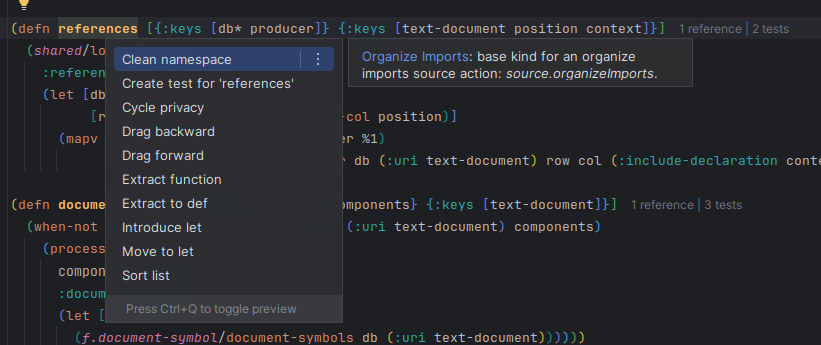 (defn references [{:keys [db* producer]} {:keys [text-document position context]}] 1 reference | 2 tests
(shared/lo
Clean namespace
Organize Imports: base kind for an organize imports source action: source.organizeImports.
:referen
Create test for 'references'
(let [db
Cycle privacy
[r
-col position)]
Drag backward
(mapv
er %1)
Drag forward
r db (:uri text-document) row col (:include-declaration conte
Extract function
Extract to def
(defn docume
omponents} {:keys [text-document]}] 1 reference | 3 tests
Introduce let
(when-not
(:uri text-document) components)
Move to let
(process
Sort list
compon
:docum
Press Ctrl+Q to toggle preview
(let [
(f.document-symbol/document-symbols db (:uri text-document))))))